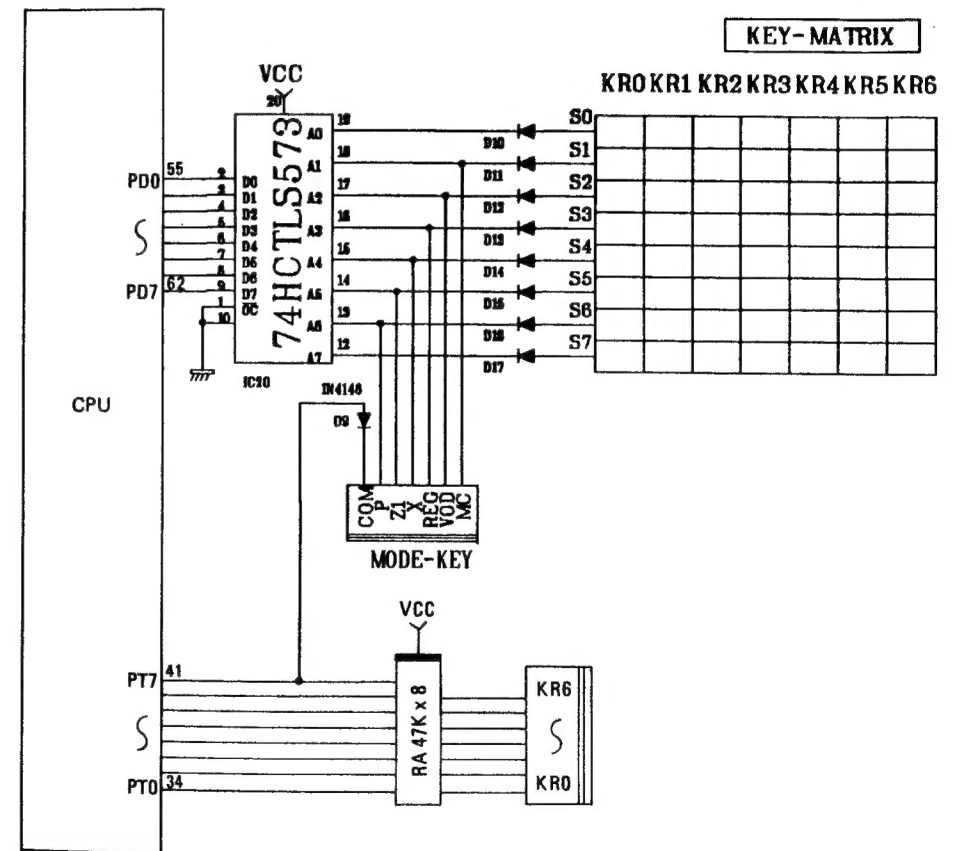 KEY-MATRIX
KR0 KR1 KR2 KR3 KR4 KR5 KR6
VCC
20
74HCTLS573
A0 19
A1 18
A2 17
A3 16
A4 15
A5 14
A6 13
A7 12
D10
D11
D12
D13
D14
D15
D16
D17
S0
S1
S2
S3
S4
S5
S6
S7
PD0 55
PD7 62
2 D0
3 D1
4 D2
5 D3
6 D4
7 D5
8 D6
9 D7
1 OC
10
IC20
IN4148
D9
CPU
COM
P
Z1
X
REG
VOD
MC
MODE-KEY
VCC
RA 47K x 8
PT7 41
PT0 34
KR6
KR0